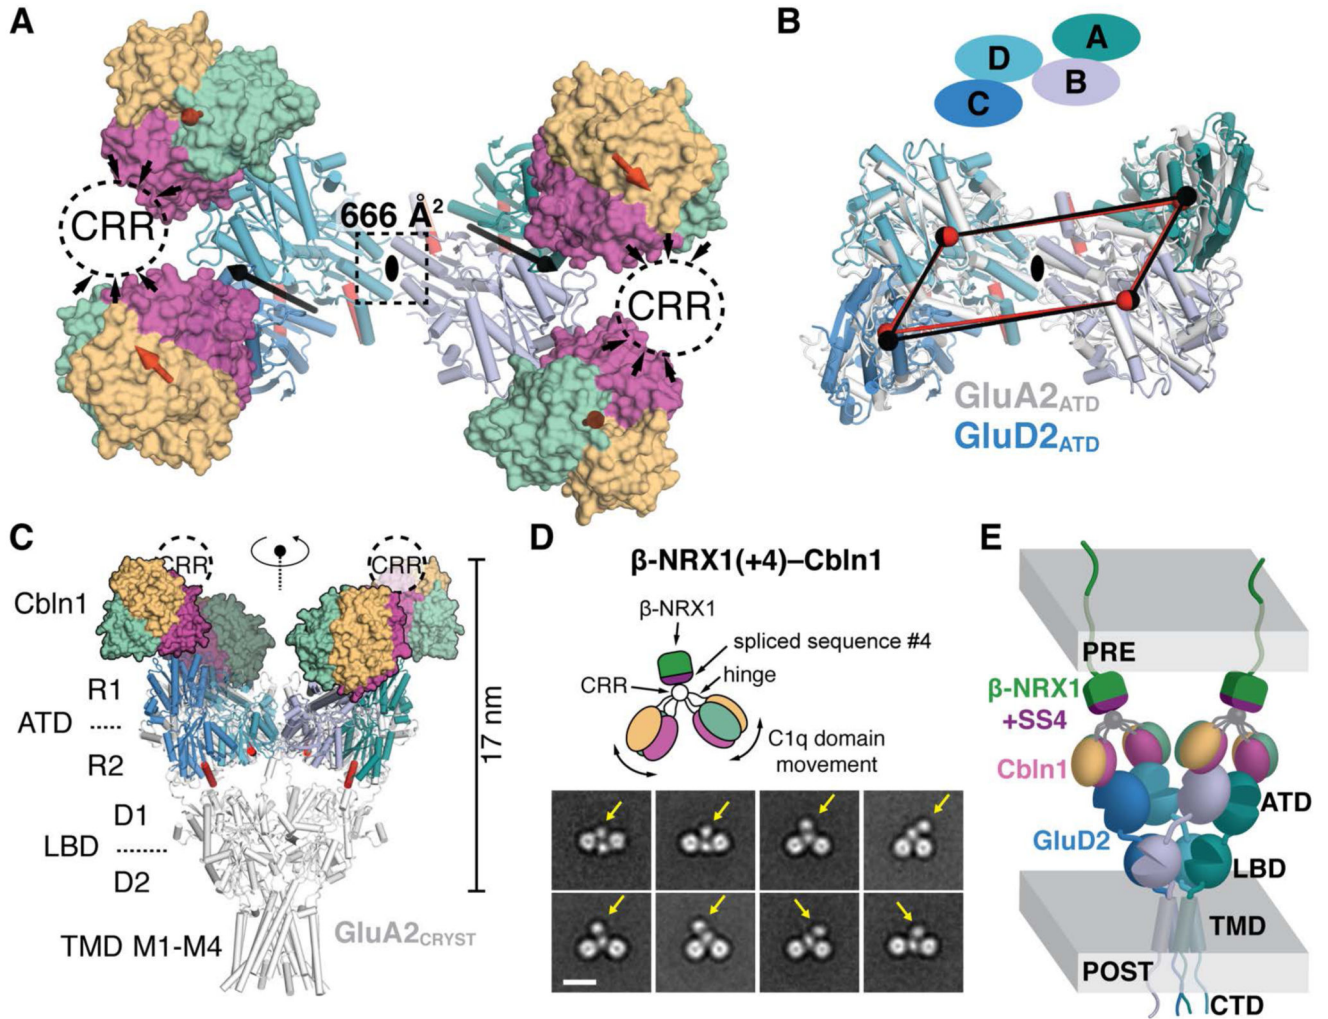 A
CRR
666 Å²
CRR
B
A
D
B
C
GluA2ATD
GluD2ATD
C
CRR
CRR
Cbln1
R1
ATD
R2
D1
LBD
D2
TMD M1-M4
17 nm
GluA2CRYST
D
β-NRX1(+4)–Cbln1
β-NRX1
spliced sequence #4
CRR
hinge
C1q domain
movement
E
PRE
β-NRX1
+SS4
Cbln1
ATD
GluD2
LBD
TMD
POST
CTD